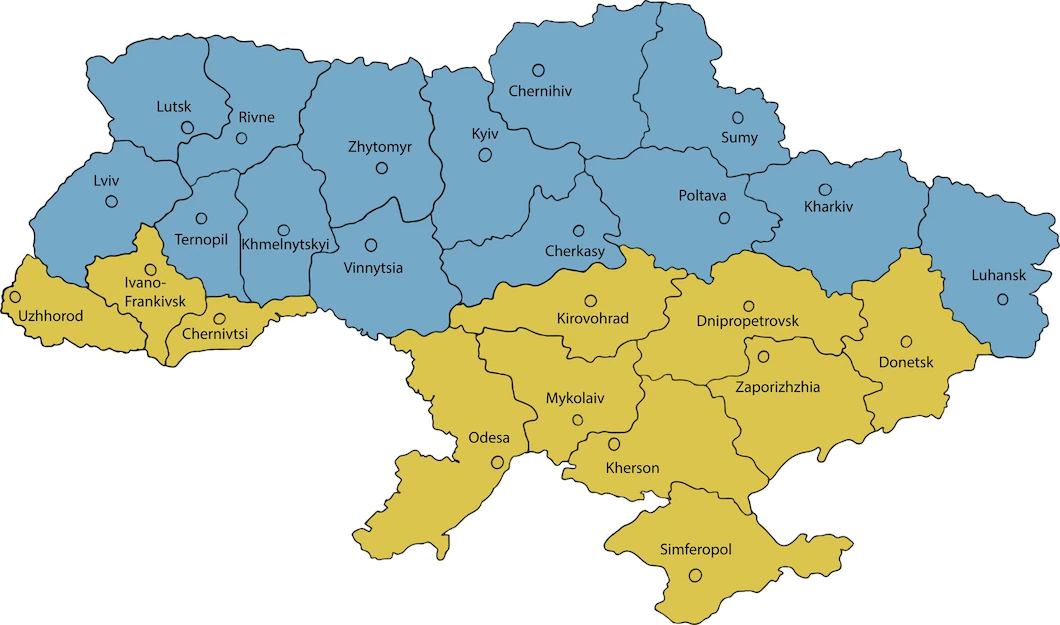 Chernihiv
Lutsk
Rivne
Kyiv
Sumy
Zhytomyr
Lviv
Poltava
Kharkiv
Ternopil
Khmelnytskyi
Vinnytsia
Cherkasy
Luhansk
Ivano-
Frankivsk
Uzhhorod
Chernivtsi
Kirovohrad
Dnipropetrovsk
Donetsk
Zaporizhzhia
Mykolaiv
Odesa
Kherson
Simferopol